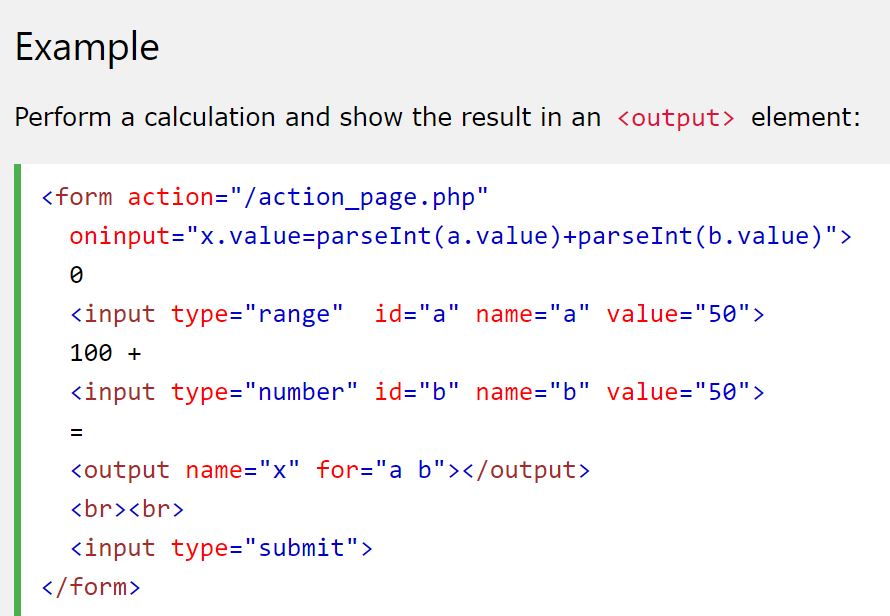 Example
Perform a calculation and show the result in an <output> element:
<form action="/action_page.php"
oninput="x.value=parseInt(a.value)+parseInt(b.value)">
0
<input type="range"  id="a" name="a" value="50">
100 +
<input type="number" id="b" name="b" value="50">
=
<output name="x" for="a b"></output>
<br><br>
<input type="submit">
</form>